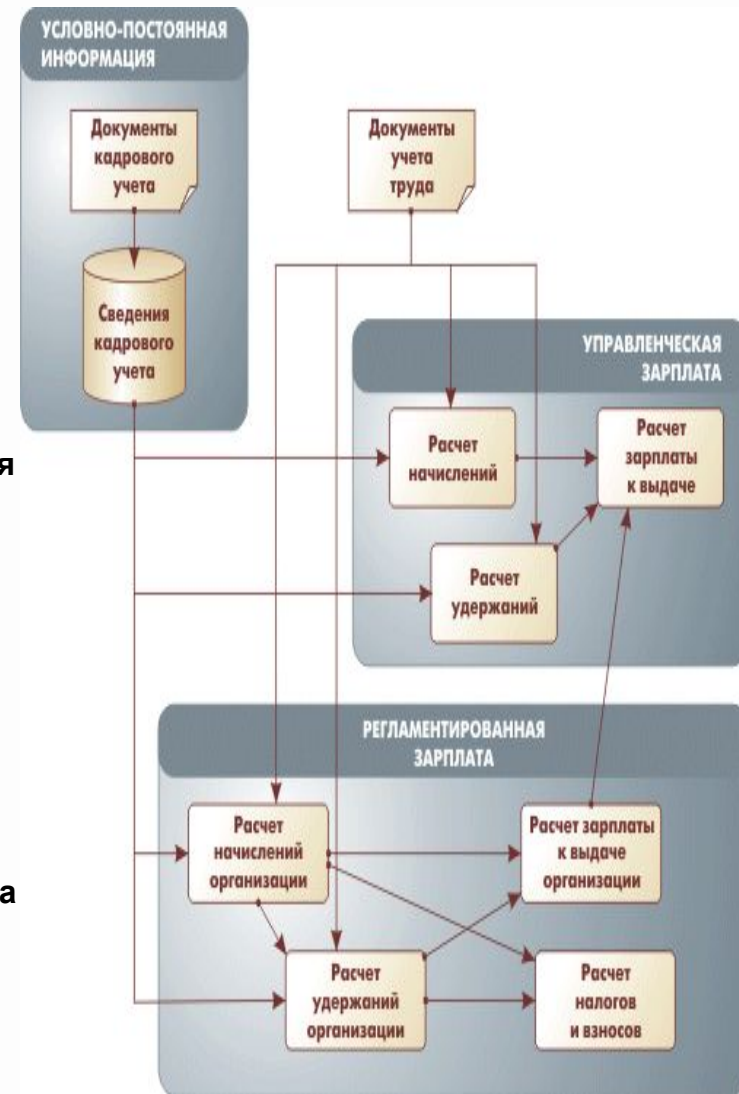 УСЛОВНО-ПОСТОЯННАЯ
ИНФОРМАЦИЯ
Документы
кадрового
учета
Сведения
кадрового
учета
Документы
учета
труда
я
УПРАВЛЕНЧЕСКАЯ
ЗАРПЛАТА
Расчет
начислений
Расчет
зарплаты
к выдаче
Расчет
удержаний
РЕГЛАМЕНТИРОВАННАЯ
ЗАРПЛАТА
Расчет
начислений
организации
Расчет зарплаты
к выдаче
организации
а
Расчет
удержаний
организации
Расчет
налогов
и взносов